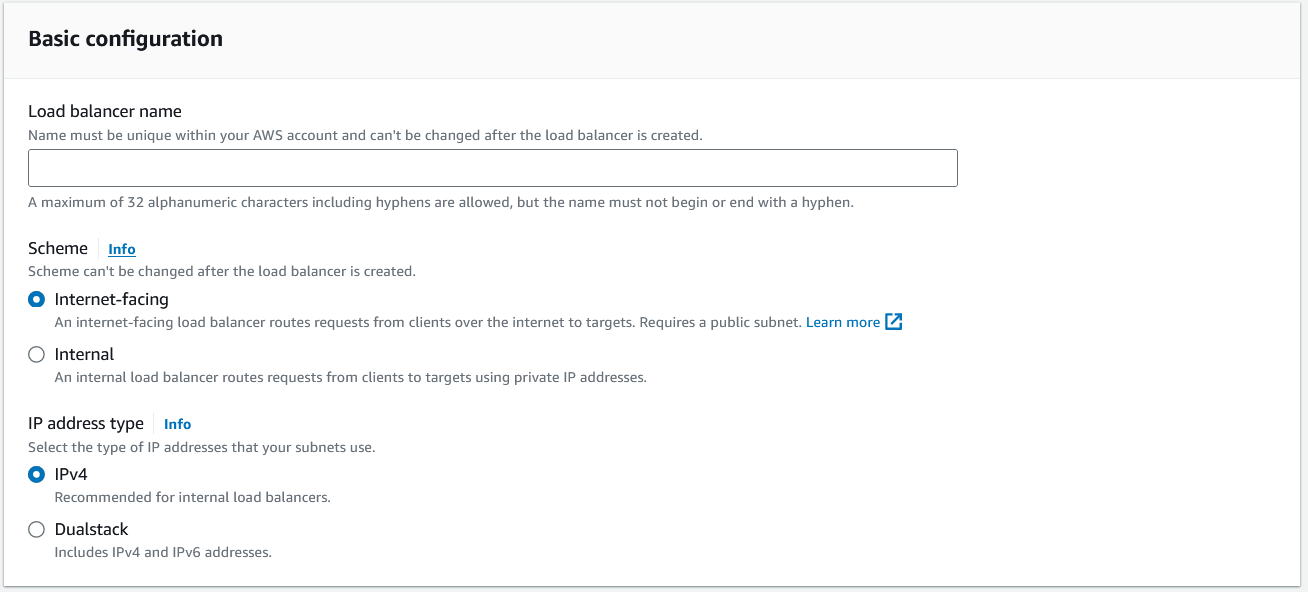 Basic configuration
Load balancer name
Name must be unique within your AWS account and can't be changed after the load balancer is created.
A maximum of 32 alphanumeric characters including hyphens are allowed, but the name must not begin or end with a hyphen.
Scheme Info
Scheme can't be changed after the load balancer is created.
Internet-facing
An internet-facing load balancer routes requests from clients over the internet to targets. Requires a public subnet. Learn more
Internal
An internal load balancer routes requests from clients to targets using private IP addresses.
IP address type Info
Select the type of IP addresses that your subnets use.
IPv4
Recommended for internal load balancers.
Dualstack
Includes IPv4 and IPv6 addresses.